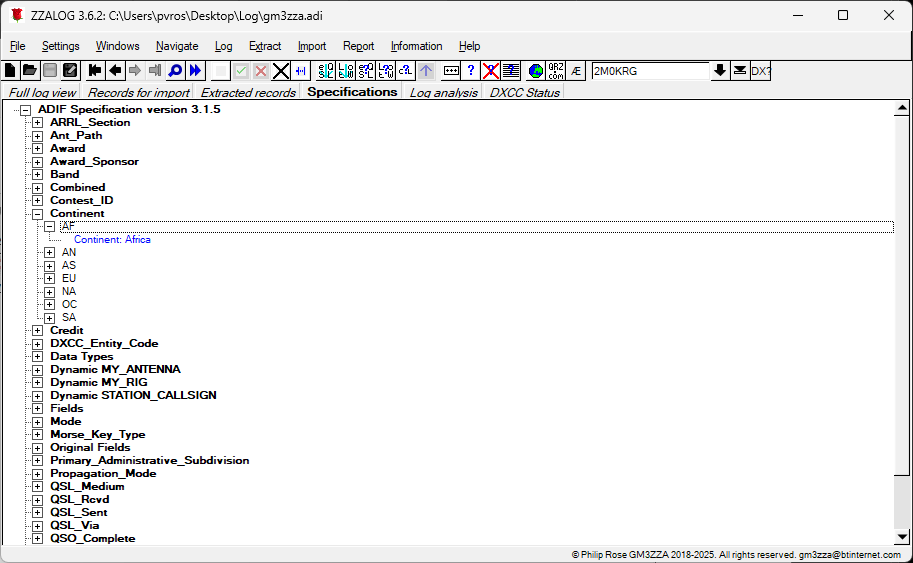 ZZALOG 3.6.2: C:\Users\pvros\Desktop\Log\gm3zza.adi
File Settings Windows Navigate Log Extract Import Report Information Help
QRZ .com Æ 2M0KRG DX?
Full log view Records for import Extracted records Specifications Log analysis DXCC Status
ADIF Specification version 3.1.5
ARRL_Section
Ant_Path
Award
Award_Sponsor
Band
Combined
Contest_ID
Continent
AF
Continent: Africa
AN
AS
EU
NA
OC
SA
Credit
DXCC_Entity_Code
Data Types
Dynamic MY_ANTENNA
Dynamic MY_RIG
Dynamic STATION_CALLSIGN
Fields
Mode
Morse_Key_Type
Original Fields
Primary_Administrative_Subdivision
Propagation_Mode
QSL_Medium
QSL_Rcvd
QSL_Sent
QSL_Via
QSO_Complete
© Philip Rose GM3ZZA 2018-2025. All rights reserved. gm3zza@btinternet.com